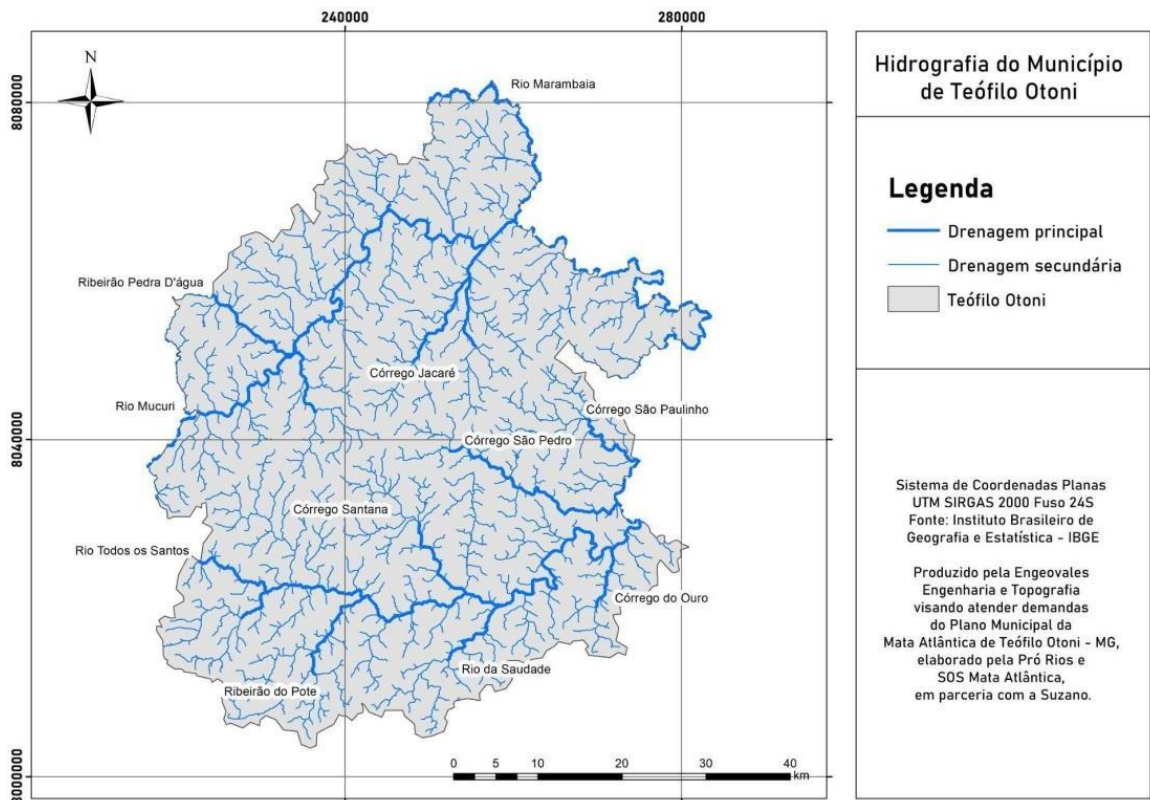 240000
280000
N
8080000
8040000
8000000
Rio Marambaia
Ribeirão Pedra D'água
Córrego Jacaré
Rio Mucuri
Córrego São Paulinho
Córrego São Pedro
Córrego Santana
Rio Todos os Santos
Córrego do Ouro
Rio da Saudade
Ribeirão do Pote
0 5 10 20 30 40
km
Hidrografia do Município
de Teófilo Otoni
Legenda
Drenagem principal
Drenagem secundária
Teófilo Otoni
Sistema de Coordenadas Planas
UTM SIRGAS 2000 Fuso 24S
Fonte: Instituto Brasileiro de
Geografia e Estatística - IBGE
Produzido pela Engeovales
Engenharia e Topografia
visando atender demandas
do Plano Municipal da
Mata Atlântica de Teófilo Otoni - MG,
elaborado pela Pró Rios e
SOS Mata Atlântica,
em parceria com a Suzano.